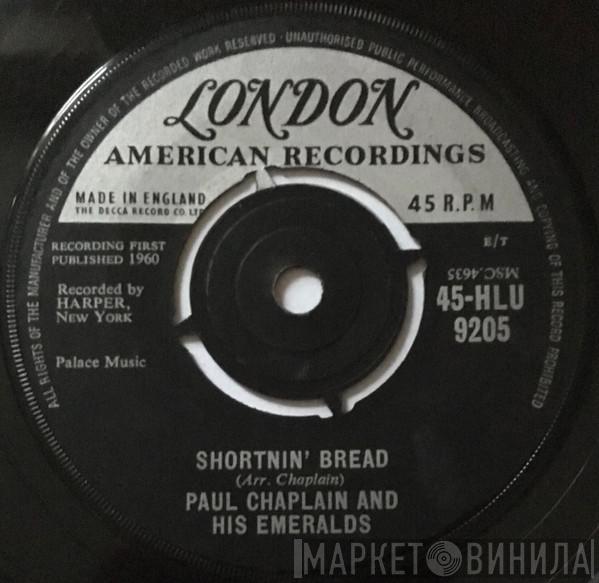 ALL RIGHTS OF THE MANUFACTURER AND OF THE OWNER OF THE RECORDED WORK RESERVED · UNAUTHORISED PUBLIC PERFORMANCE, BROADCASTING AND COPYING OF THIS RECORD PROHIBITED
LONDON
AMERICAN RECORDINGS
MADE IN ENGLAND
THE DECCA RECORD CO. LTD
45 R.P.M
RECORDING FIRST
PUBLISHED 1960
E/T
MSC.4635
Recorded by
HARPER,
NEW YORK
45-HLU
9205
Palace Music
SHORTNIN' BREAD
(Arr. Chaplain)
PAUL CHAPLAIN AND
HIS EMERALDS
МАРКЕТ ВИНИЛА